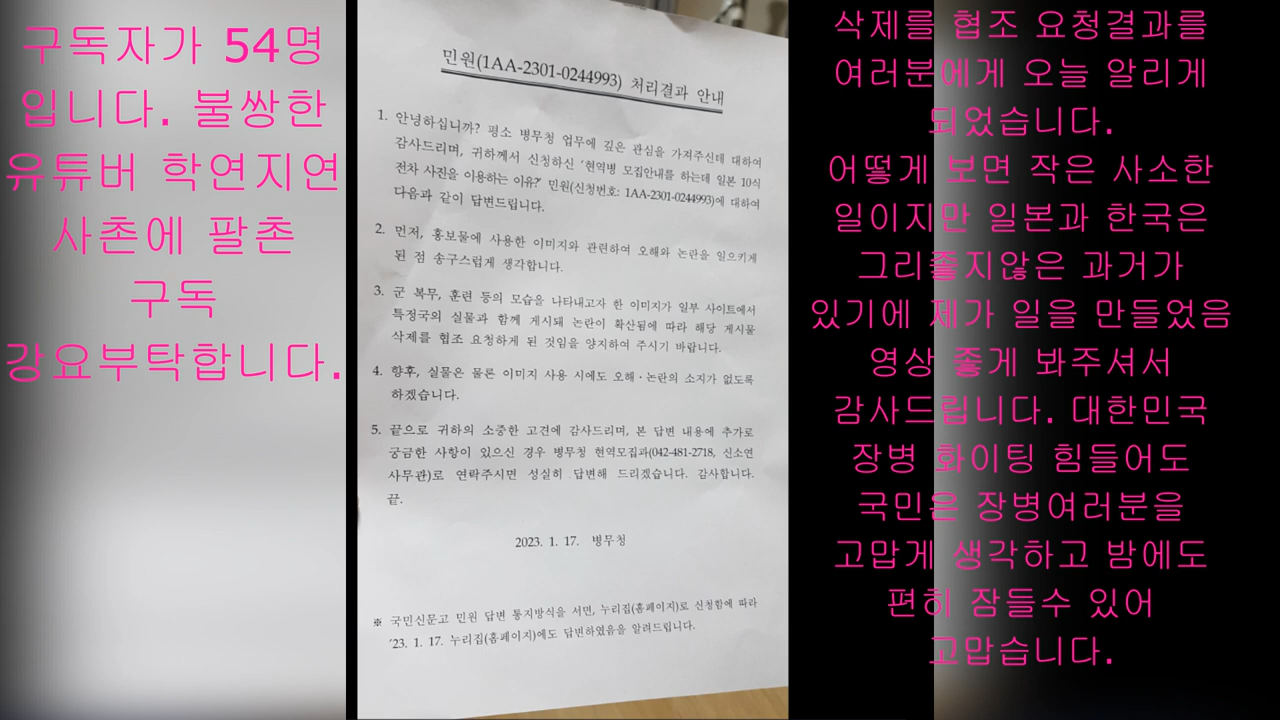 구독자가 54명
입니다. 불쌍한
유튜버 학연지연
사촌에 팔촌
구독
강요부탁합니다.
민원(1AA-2301-0244993) 처리결과 안내
1. 안녕하십니까? 평소 병무청 업무에 깊은 관심을 가져주신데 대하여
감사드리며, 귀하께서 신청하신 '현역병 모집안내를 하는데 일본 10식
전차 사진을 이용하는 이유?' 민원(신청번호: 1AA-2301-0244993)에 대하여
다음과 같이 답변드립니다.
2. 먼저, 홍보물에 사용한 이미지와 관련하여 오해와 논란을 일으키게
된 점 송구스럽게 생각합니다.
3. 군 복무, 훈련 등의 모습을 나타내고자 한 이미지가 일부 사이트에서
특정국의 실물과 함께 게시돼 논란이 확산됨에 따라 해당 게시물
삭제를 협조 요청하게 된 것임을 양지하여 주시기 바랍니다.
4. 향후, 실물은 물론 이미지 사용 시에도 오해·논란의 소지가 없도록
하겠습니다.
5. 끝으로 귀하의 소중한 고견에 감사드리며, 본 답변 내용에 추가로
궁금한 사항이 있으신 경우 병무청 현역모집과(042-481-2718, 신소연
사무관)로 연락주시면 성실히 답변해 드리겠습니다. 감사합니다.
끝.
2023. 1. 17. 병무청
※ 국민신문고 민원 답변 통지방식을 서면, 누리집(홈페이지)로 신청함에 따라
'23. 1. 17. 누리집(홈페이지)에도 답변하였음을 알려드립니다.
삭제를 협조 요청결과를
여러분에게 오늘 알리게
되었습니다.
어떻게 보면 작은 사소한
일이지만 일본과 한국은
그리좋지않은 과거가
있기에 제가 일을 만들었음
영상 좋게 봐주셔서
감사드립니다. 대한민국
장병 화이팅 힘들어도
국민은 장병여러분을
고맙게 생각하고 밤에도
편히 잠들수 있어
고맙습니다.